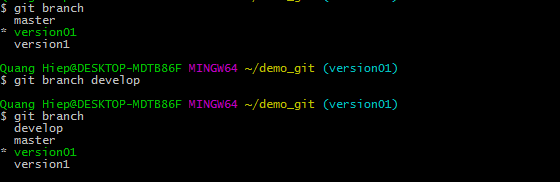 $ git branch
  master
* version01
  version1
Quang Hiep@DESKTOP-MDTB86F MINGW64 ~/demo_git (version01)
$ git branch develop
Quang Hiep@DESKTOP-MDTB86F MINGW64 ~/demo_git (version01)
$ git branch
  develop
  master
* version01
  version1